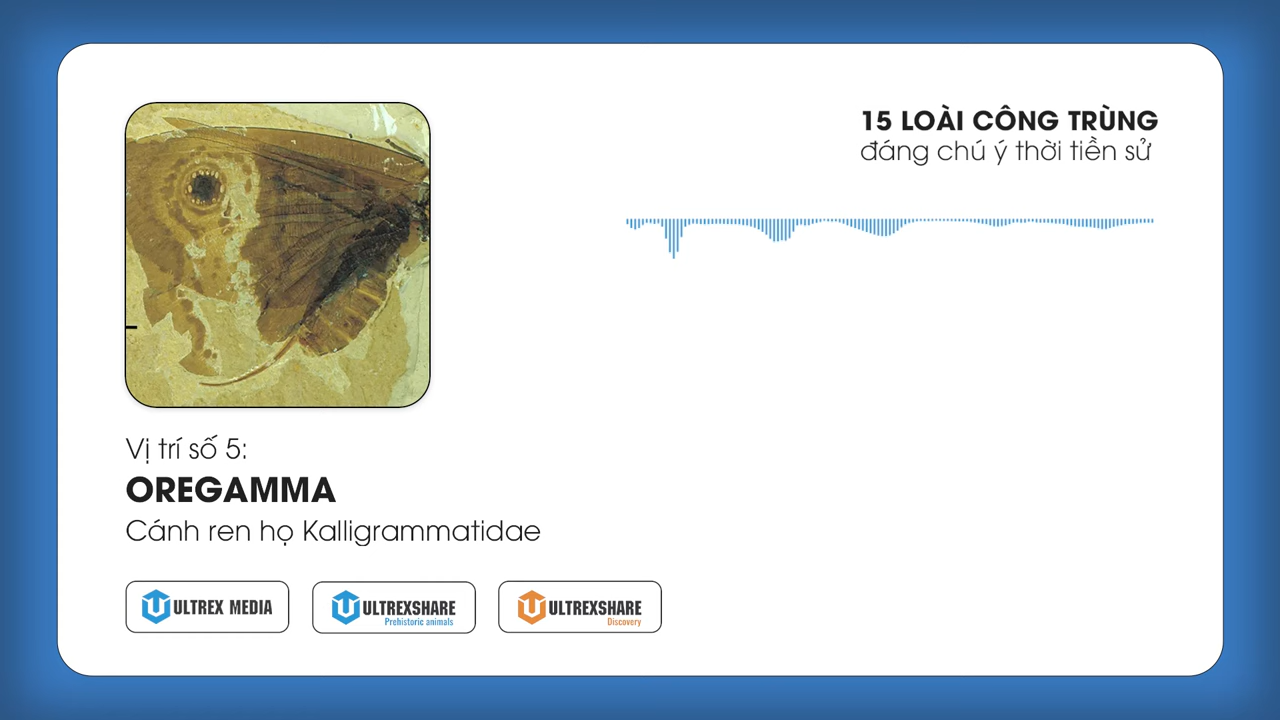 15 LOÀI CÔNG TRÙNG
đáng chú ý thời tiền sử
Vị trí số 5:
OREGAMMA
Cánh ren họ Kalligrammatidae
ULTREX MEDIA
ULTREXSHARE
Prehistoric animals
ULTREXSHARE
Discovery